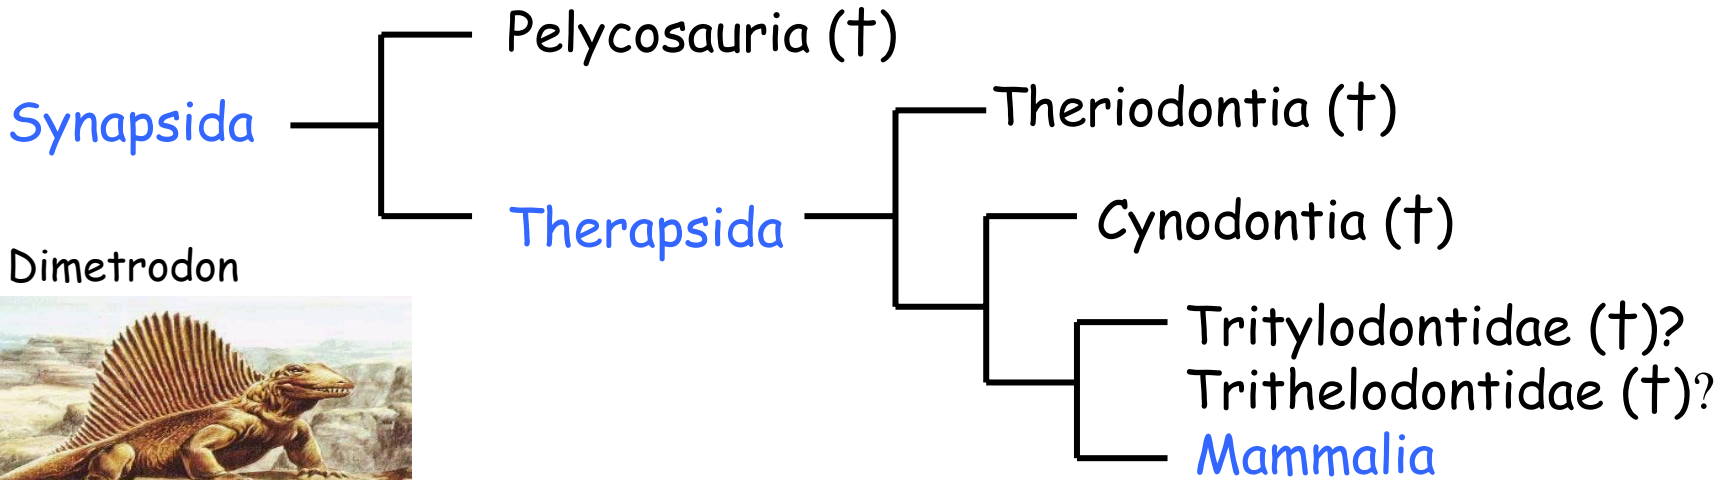 Pelycosauria (†)
Theriodontia (†)
Synapsida
Therapsida
Cynodontia (†)
Dimetrodon
Tritylodontidae (†)?
Trithelodontidae (†)?
Mammalia